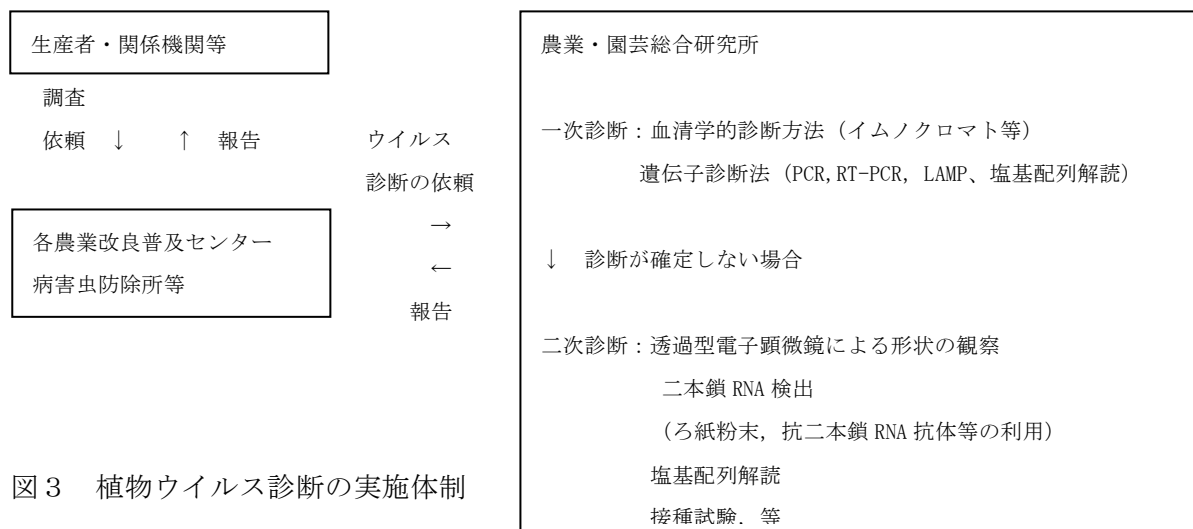 生産者・関係機関等
調査
依頼 ↓ ↑ 報告
各農業改良普及センター
病害虫防除所等
ウイルス
診断の依頼
→
←
報告
農業・園芸総合研究所
一次診断：血清学的診断方法（イムノクロマト等）
遺伝子診断法（PCR,RT-PCR, LAMP、塩基配列解読）
↓ 診断が確定しない場合
二次診断：透過型電子顕微鏡による形状の観察
二本鎖 RNA 検出
（ろ紙粉末, 抗二本鎖 RNA 抗体等の利用）
塩基配列解読
接種試験, 等
図３ 植物ウイルス診断の実施体制